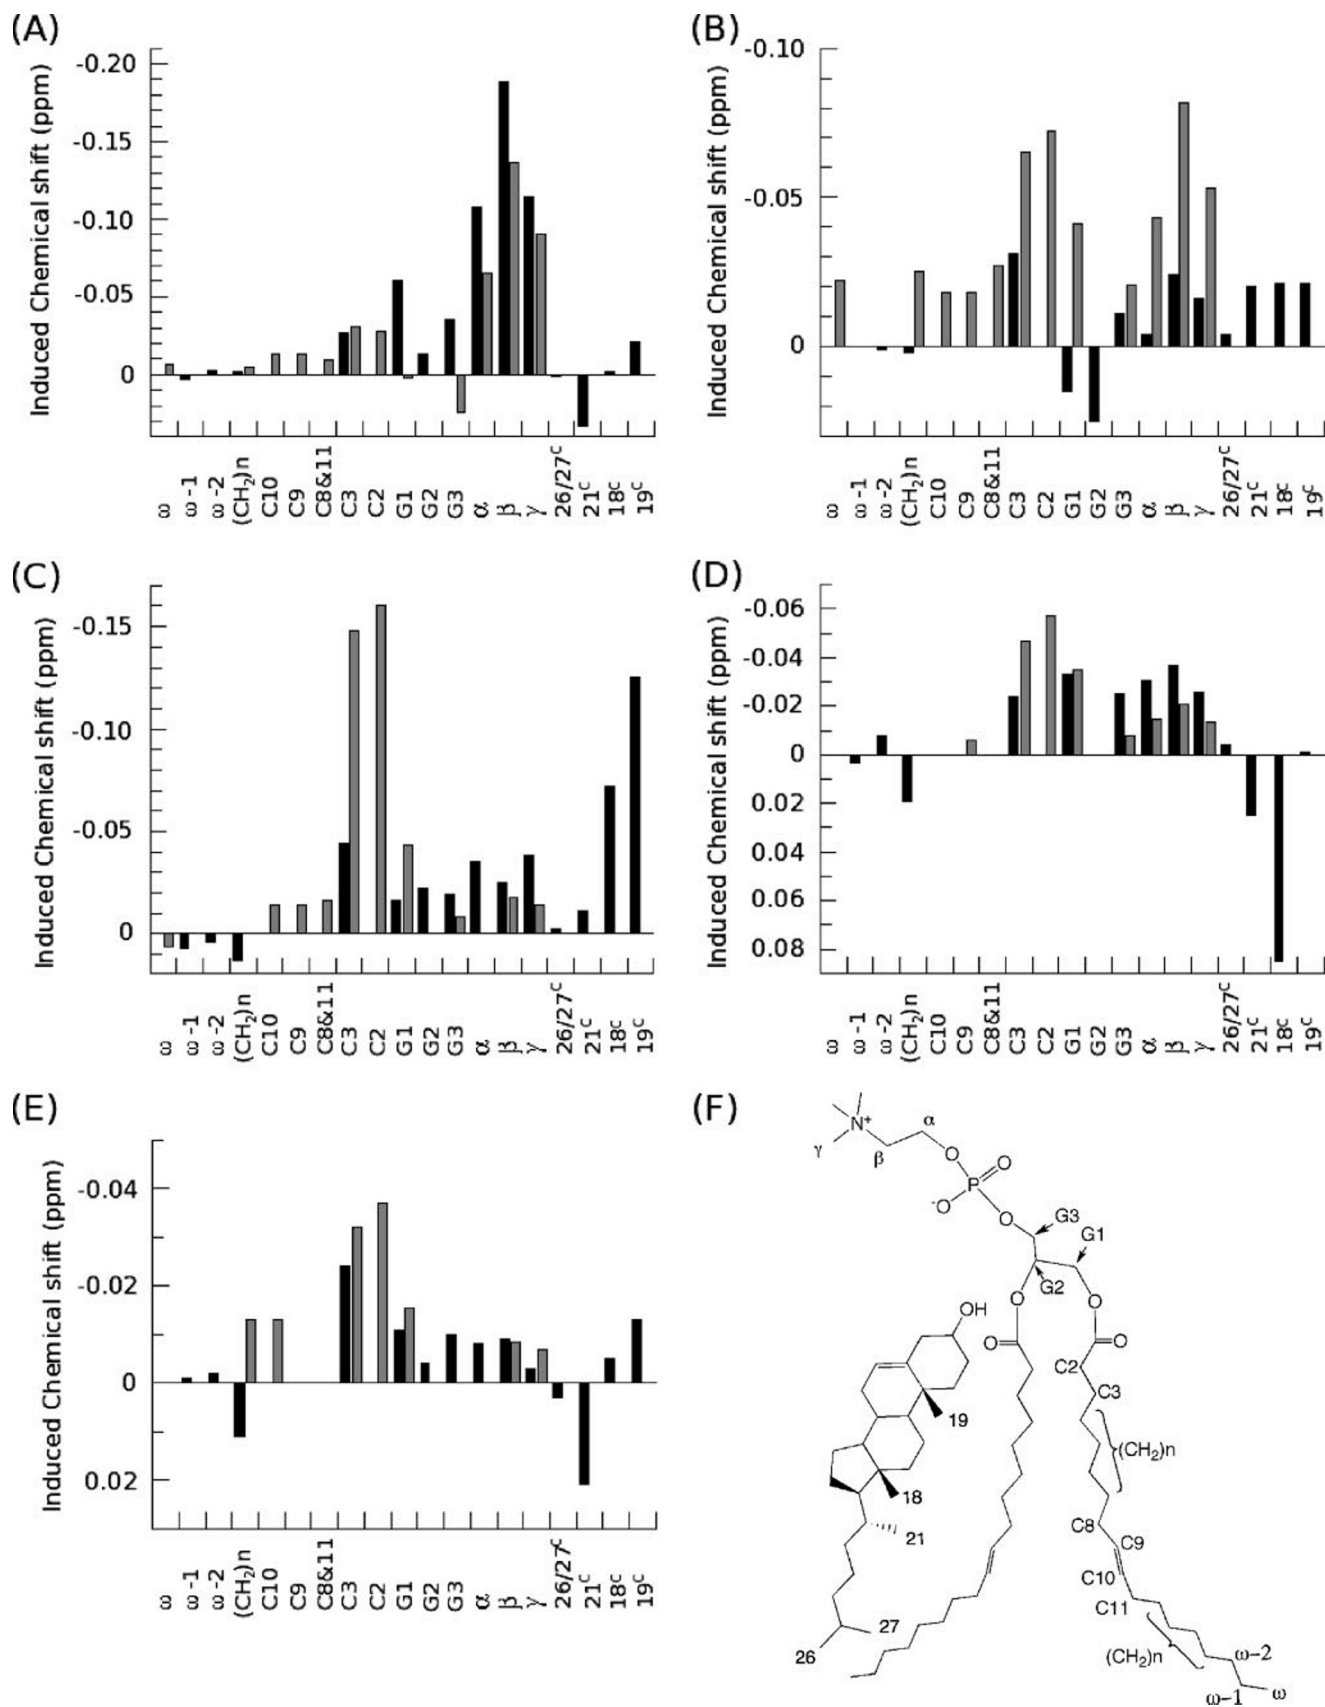 (A)
Induced Chemical shift (ppm)
-0.20
-0.15
-0.10
-0.05
0
ω
ω -1
ω -2
(CH₂)n
C10
C9
C8&11
C3
C2
G1
G2
G3
α
β
γ
26/27ᶜ
21ᶜ
18ᶜ
19ᶜ
(B)
Induced Chemical shift (ppm)
-0.10
-0.05
0
ω
ω -1
ω -2
(CH₂)n
C10
C9
C8&11
C3
C2
G1
G2
G3
α
β
γ
26/27ᶜ
21ᶜ
18ᶜ
19ᶜ
(C)
Induced Chemical shift (ppm)
-0.15
-0.10
-0.05
0
ω
ω -1
ω -2
(CH₂)n
C10
C9
C8&11
C3
C2
G1
G2
G3
α
β
γ
26/27ᶜ
21ᶜ
18ᶜ
19ᶜ
(D)
Induced Chemical shift (ppm)
-0.06
-0.04
-0.02
0
0.02
0.04
0.06
0.08
ω
ω -1
ω -2
(CH₂)n
C10
C9
C8&11
C3
C2
G1
G2
G3
α
β
γ
26/27ᶜ
21ᶜ
18ᶜ
19ᶜ
(E)
Induced Chemical shift (ppm)
-0.04
-0.02
0
0.02
ω
ω -1
ω -2
(CH₂)n
C10
C9
C8&11
C3
C2
G1
G2
G3
α
β
γ
26/27ᶜ
21ᶜ
18ᶜ
19ᶜ
(F)
N⁺
α
γ
β
O
O
P
⁻O
O
G3
G1
G2
O
O
OH
O
O
C2
C3
19
(CH₂)n
18
21
C8
C9
C10
C11
27
26
(CH₂)n
ω-2
ω-1
ω